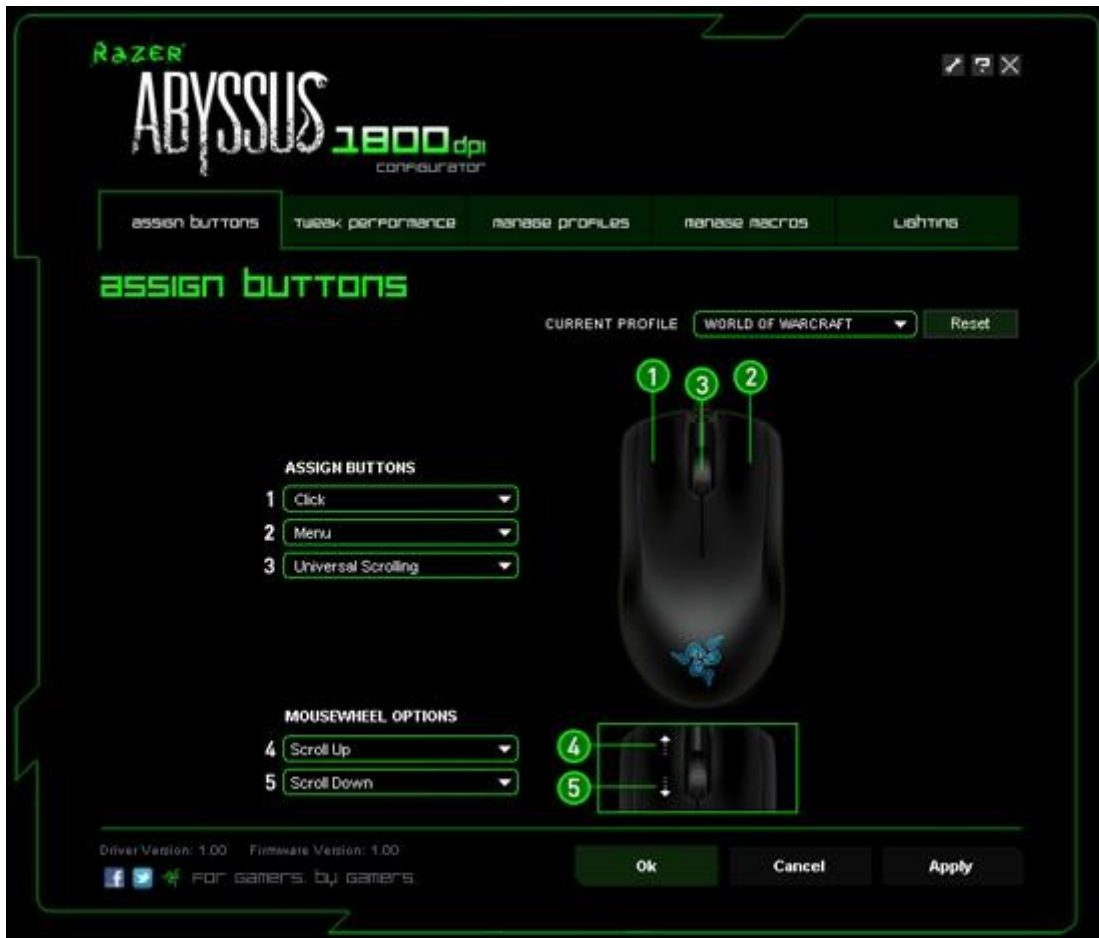 RAZER
ABYSSUS
1800dpi
CONFIGURATOR
assign buttons Tweak performance manage profiles manage macros Lighting
assign buttons
CURRENT PROFILE WORLD OF WARCRAFT Reset
1 3 2
ASSIGN BUTTONS
1 Click
2 Menu
3 Universal Scrolling
MOUSEWHEEL OPTIONS
4 Scroll Up 4
5 Scroll Down 5
Driver Version: 1.00 Firmware Version: 1.00
For gamers. by gamers.
Ok Cancel Apply